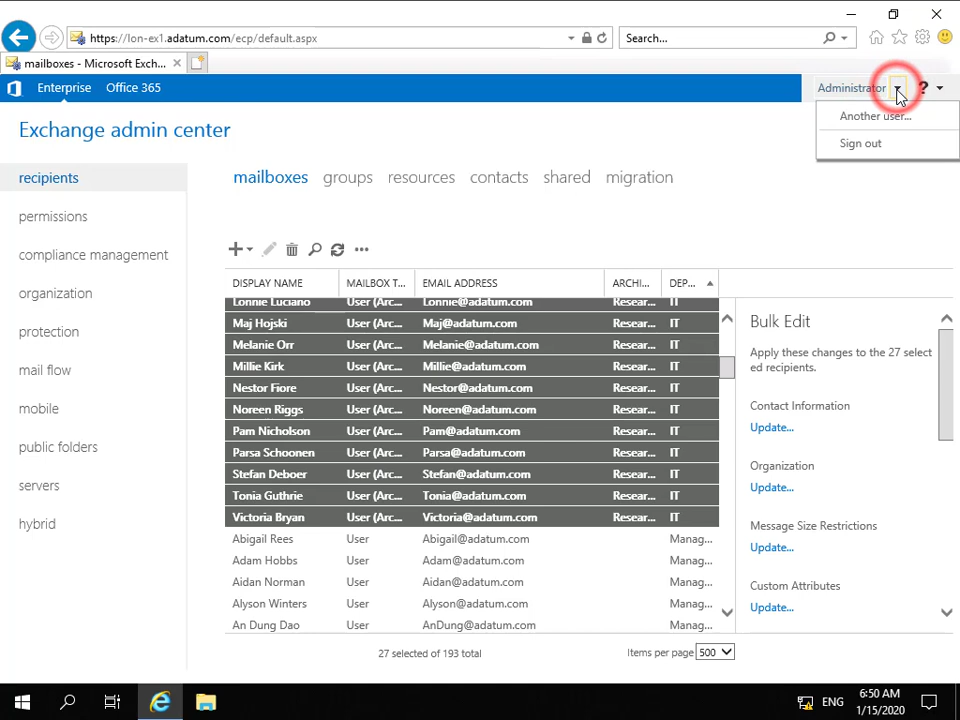 https://lon-ex1.adatum.com/ecp/default.aspx
Search...
mailboxes - Microsoft Exch...
Enterprise Office 365
Administrator ?
Another user...
Sign out
Exchange admin center
recipients
permissions
compliance management
organization
protection
mail flow
mobile
public folders
servers
hybrid
mailboxes groups resources contacts shared migration
DISPLAY NAME MAILBOX T... EMAIL ADDRESS ARCHI... DEP...
Lonnie Luciano User (Arc... Lonnie@adatum.com Resear... IT
Maj Hojski User (Arc... Maj@adatum.com Resear... IT
Melanie Orr User (Arc... Melanie@adatum.com Resear... IT
Millie Kirk User (Arc... Millie@adatum.com Resear... IT
Nestor Fiore User (Arc... Nestor@adatum.com Resear... IT
Noreen Riggs User (Arc... Noreen@adatum.com Resear... IT
Pam Nicholson User (Arc... Pam@adatum.com Resear... IT
Parsa Schoonen User (Arc... Parsa@adatum.com Resear... IT
Stefan Deboer User (Arc... Stefan@adatum.com Resear... IT
Tonia Guthrie User (Arc... Tonia@adatum.com Resear... IT
Victoria Bryan User (Arc... Victoria@adatum.com Resear... IT
Abigail Rees User Abigail@adatum.com Manag...
Adam Hobbs User Adam@adatum.com Manag...
Aidan Norman User Aidan@adatum.com Manag...
Alyson Winters User Alyson@adatum.com Manag...
An Dung Dao User AnDung@adatum.com Manag...
27 selected of 193 total
Items per page 500
Bulk Edit
Apply these changes to the 27 select
ed recipients.
Contact Information
Update...
Organization
Update...
Message Size Restrictions
Update...
Custom Attributes
Update...
ENG
6:50 AM
1/15/2020